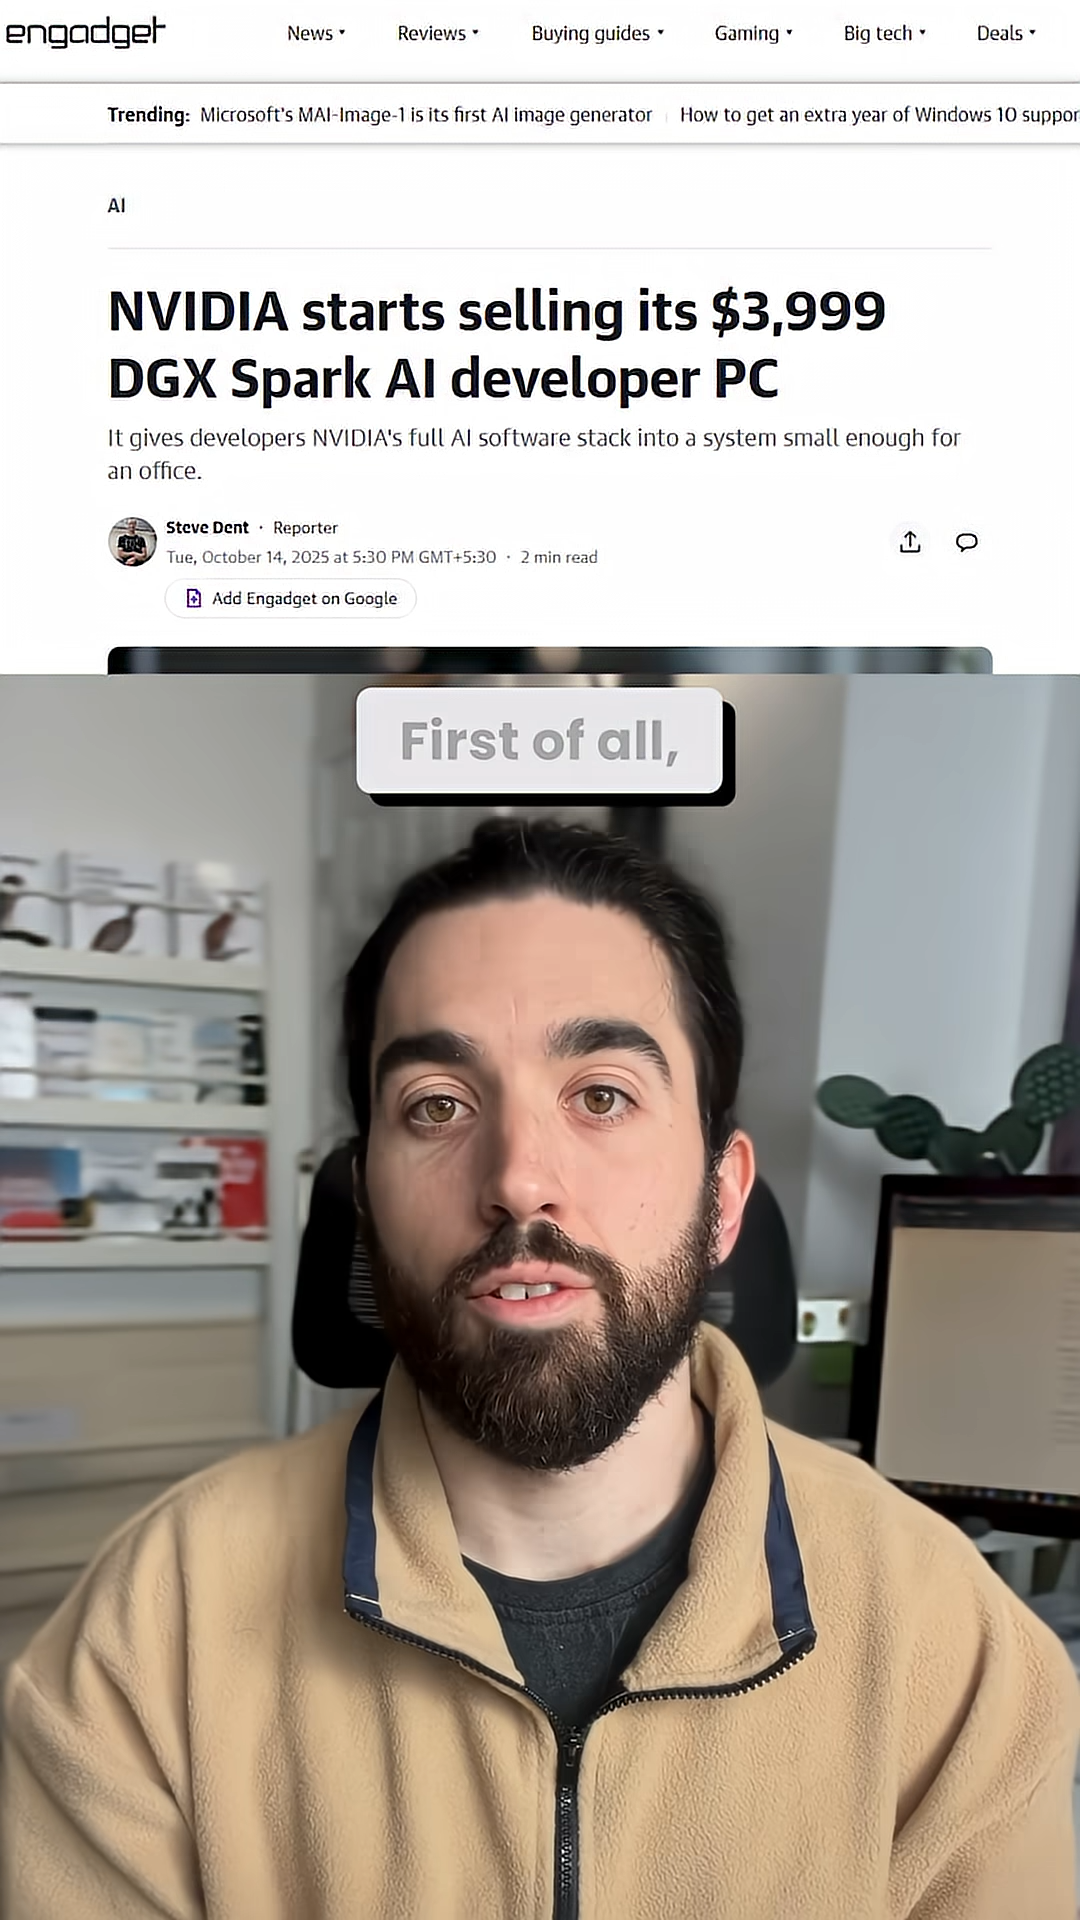 engadget
News ▾ Reviews ▾ Buying guides ▾ Gaming ▾ Big tech ▾ Deals ▾
Trending: Microsoft's MAI-Image-1 is its first AI image generator How to get an extra year of Windows 10 suppor
AI
NVIDIA starts selling its $3,999
DGX Spark AI developer PC
It gives developers NVIDIA's full AI software stack into a system small enough for
an office.
Steve Dent · Reporter
Tue, October 14, 2025 at 5:30 PM GMT+5:30 · 2 min read
Add Engadget on Google
First of all,